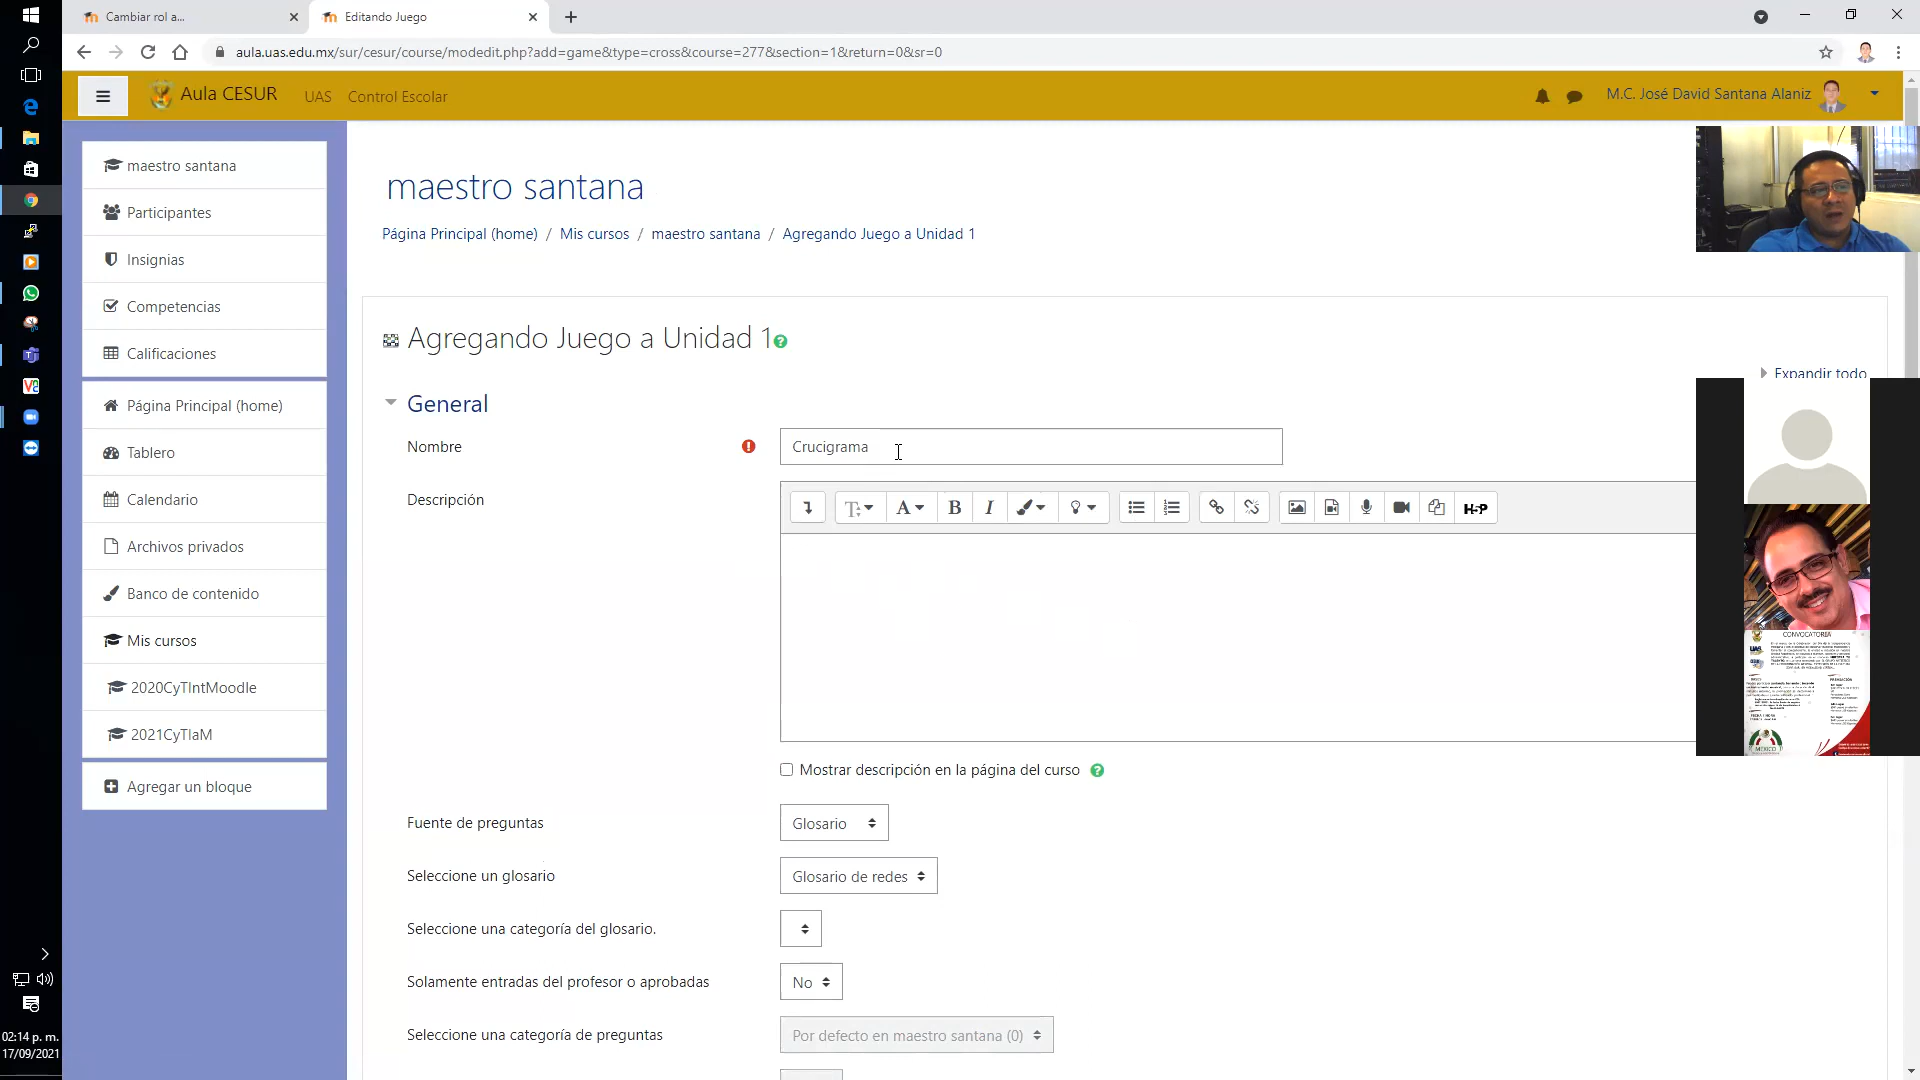 Cambiar rol a...
Editando Juego
aula.uas.edu.mx/sur/cesur/course/modedit.php?add=game&type=cross&course=277&section=1&return=0&sr=0
Aula CESUR
UAS
Control Escolar
M.C. José David Santana Alaniz
maestro santana
Participantes
Insignias
Competencias
Calificaciones
Página Principal (home)
Tablero
Calendario
Archivos privados
Banco de contenido
Mis cursos
2020CyTIntMoodle
2021CyTIaM
Agregar un bloque
maestro santana
Página Principal (home) / Mis cursos / maestro santana / Agregando Juego a Unidad 1
Agregando Juego a Unidad 1
Expandir todo
General
Nombre
Crucigrama
Descripción
H-P
Mostrar descripción en la página del curso
Fuente de preguntas
Glosario
Seleccione un glosario
Glosario de redes
Seleccione una categoría del glosario.
Solamente entradas del profesor o aprobadas
No
Seleccione una categoría de preguntas
Por defecto en maestro santana (0)
CONVOCATORIA
UAS
MEXICO
02:14 p. m.
17/09/2021